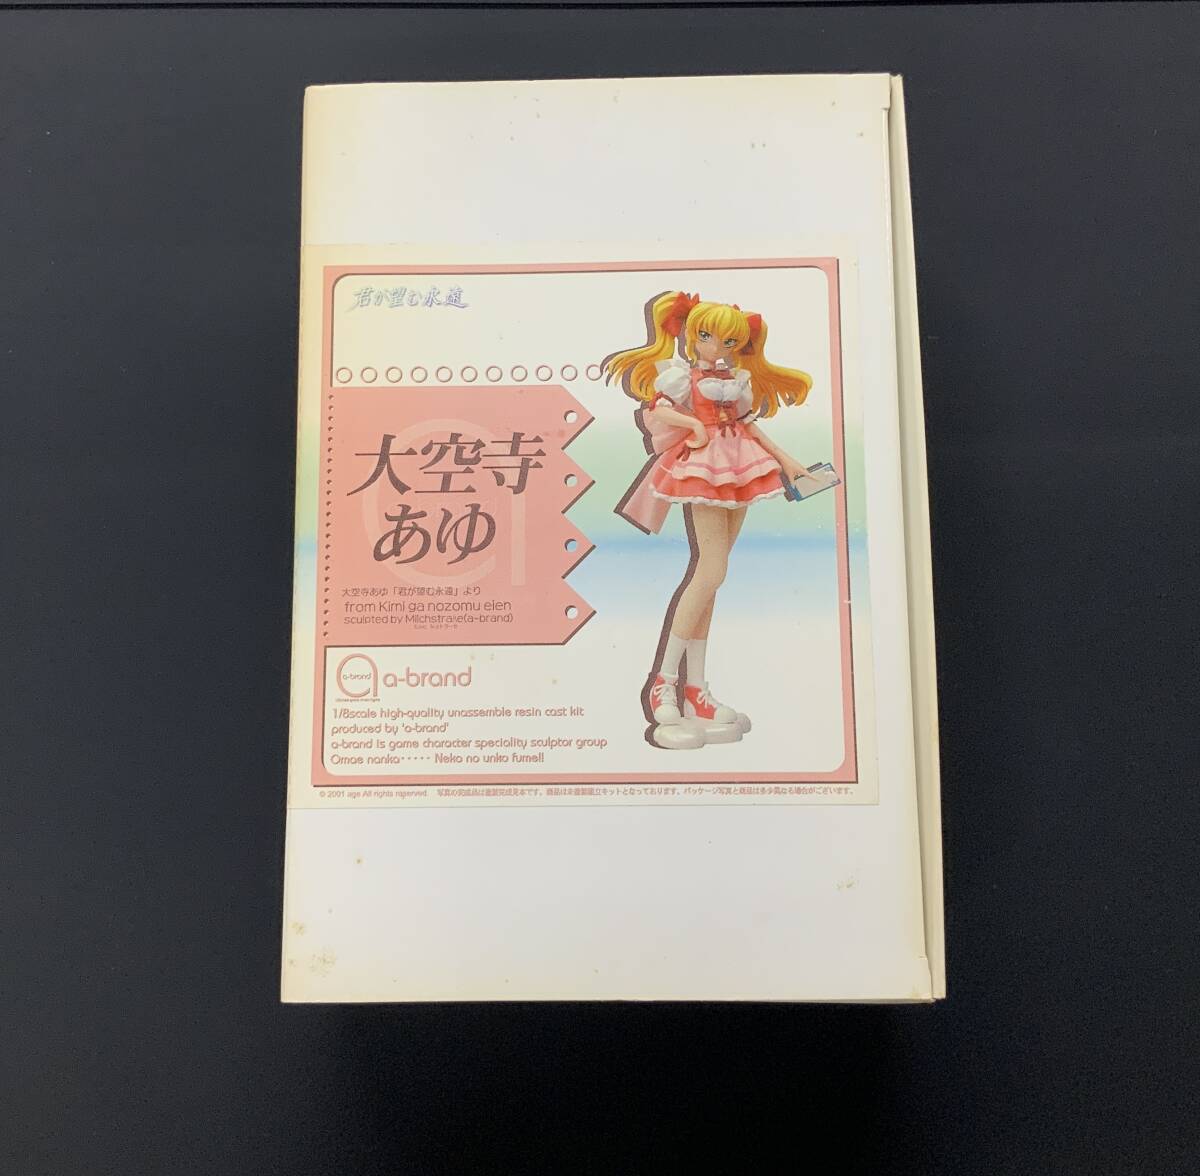 君が望む永遠
大空寺
あゆ
大空寺あゆ「君が望む永遠」より
from Kimi ga nozomu eien
sculpted by Milchstraße(a-brand)
a-brand
a-brand
1/8scale high-quality unassemble resin cast kit
produced by 'a-brand'
a-brand is game character speciality sculptor group
Omae nanka····· Neko no unko fume!!
© 2001 age All rights reserved 写真の完成品は塗装完成見本です。商品は未塗装組立キットとなっております。パッケージ写真と商品は多少異なる場合がございます。